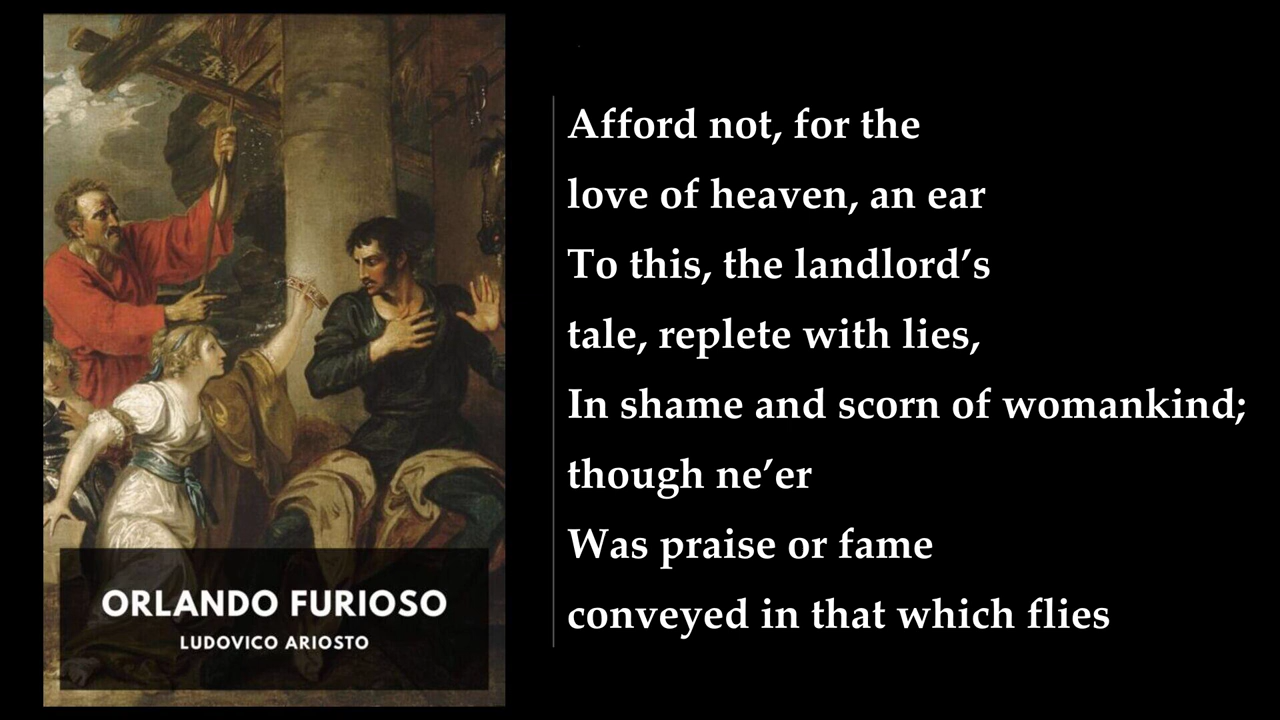 ORLANDO FURIOSO
LUDOVICO ARIOSTO
Afford not, for the
love of heaven, an ear
To this, the landlord’s
tale, replete with lies,
In shame and scorn of womankind;
though ne’er
Was praise or fame
conveyed in that which flies